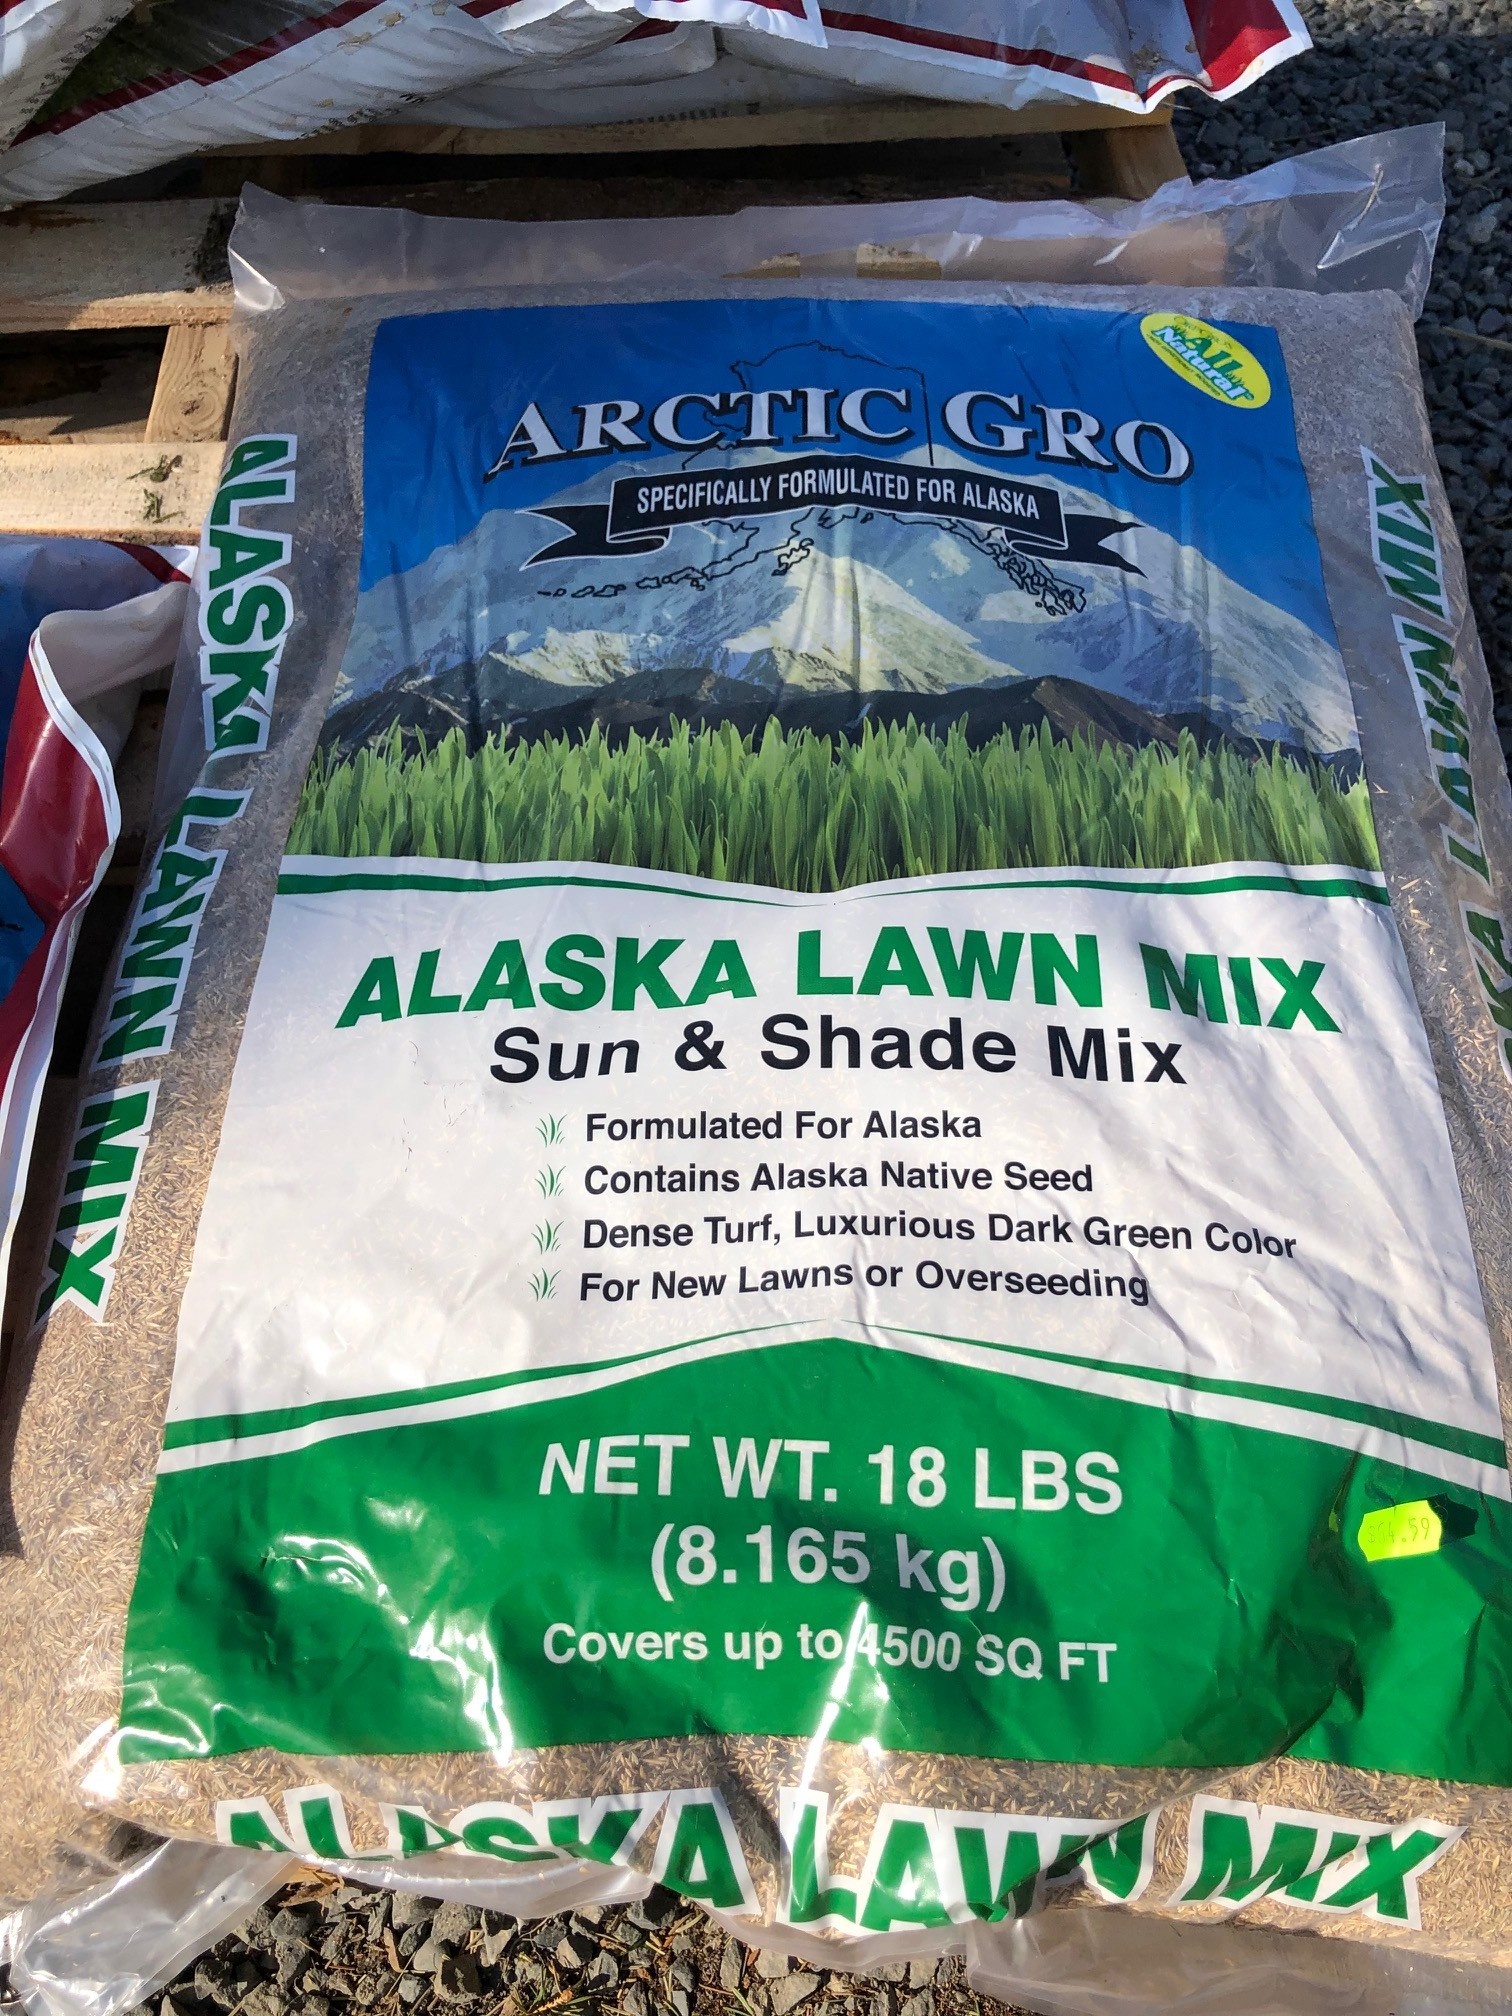 All
Natural
ARCTIC GRO
SPECIFICALLY FORMULATED FOR ALASKA
ALASKA LAWN MIX
ALASKA LAWN MIX
ALASKA LAWN MIX
Sun & Shade Mix
Formulated For Alaska
Contains Alaska Native Seed
Dense Turf, Luxurious Dark Green Color
For New Lawns or Overseeding
NET WT. 18 LBS
(8.165 kg)
Covers up to 4500 SQ FT
ALASKA LAWN MIX